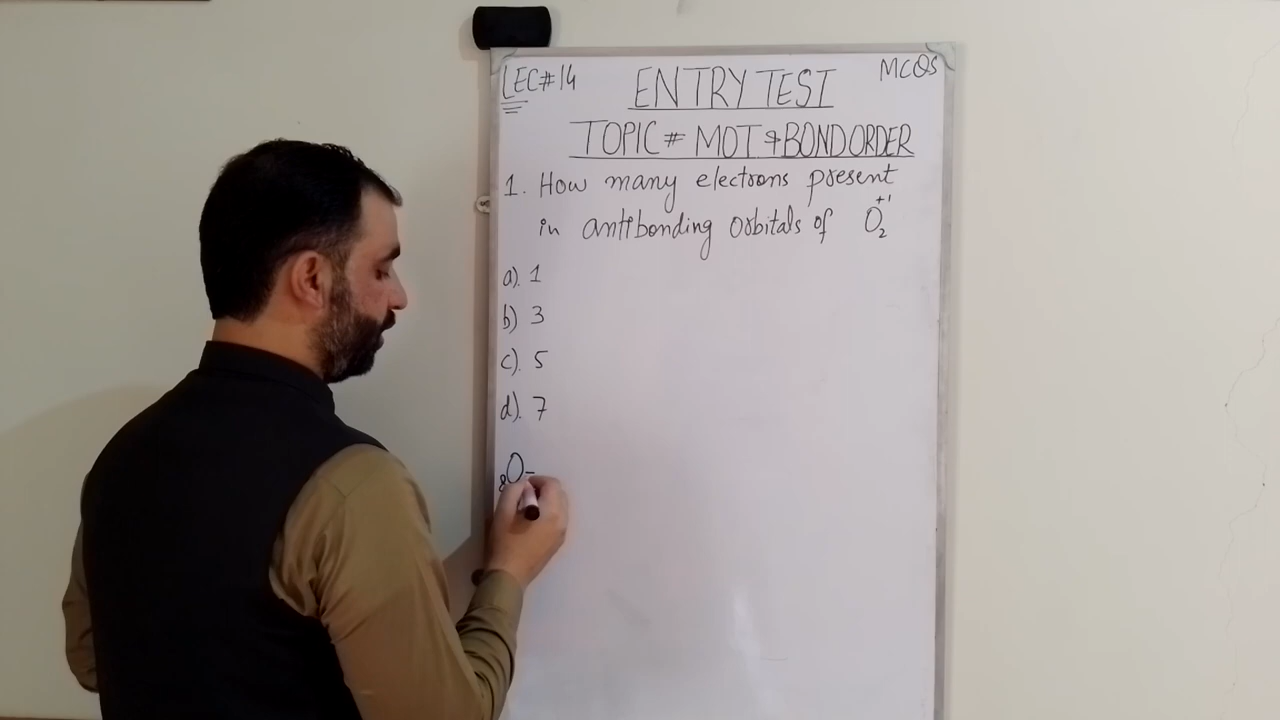 LEC#14
ENTRY TEST
MCQS
TOPIC # MOT & BOND ORDER
1. How many electrons present
in antibonding orbitals of O₂⁺¹
a). 1
b) 3
c). 5
d). 7
₈O-